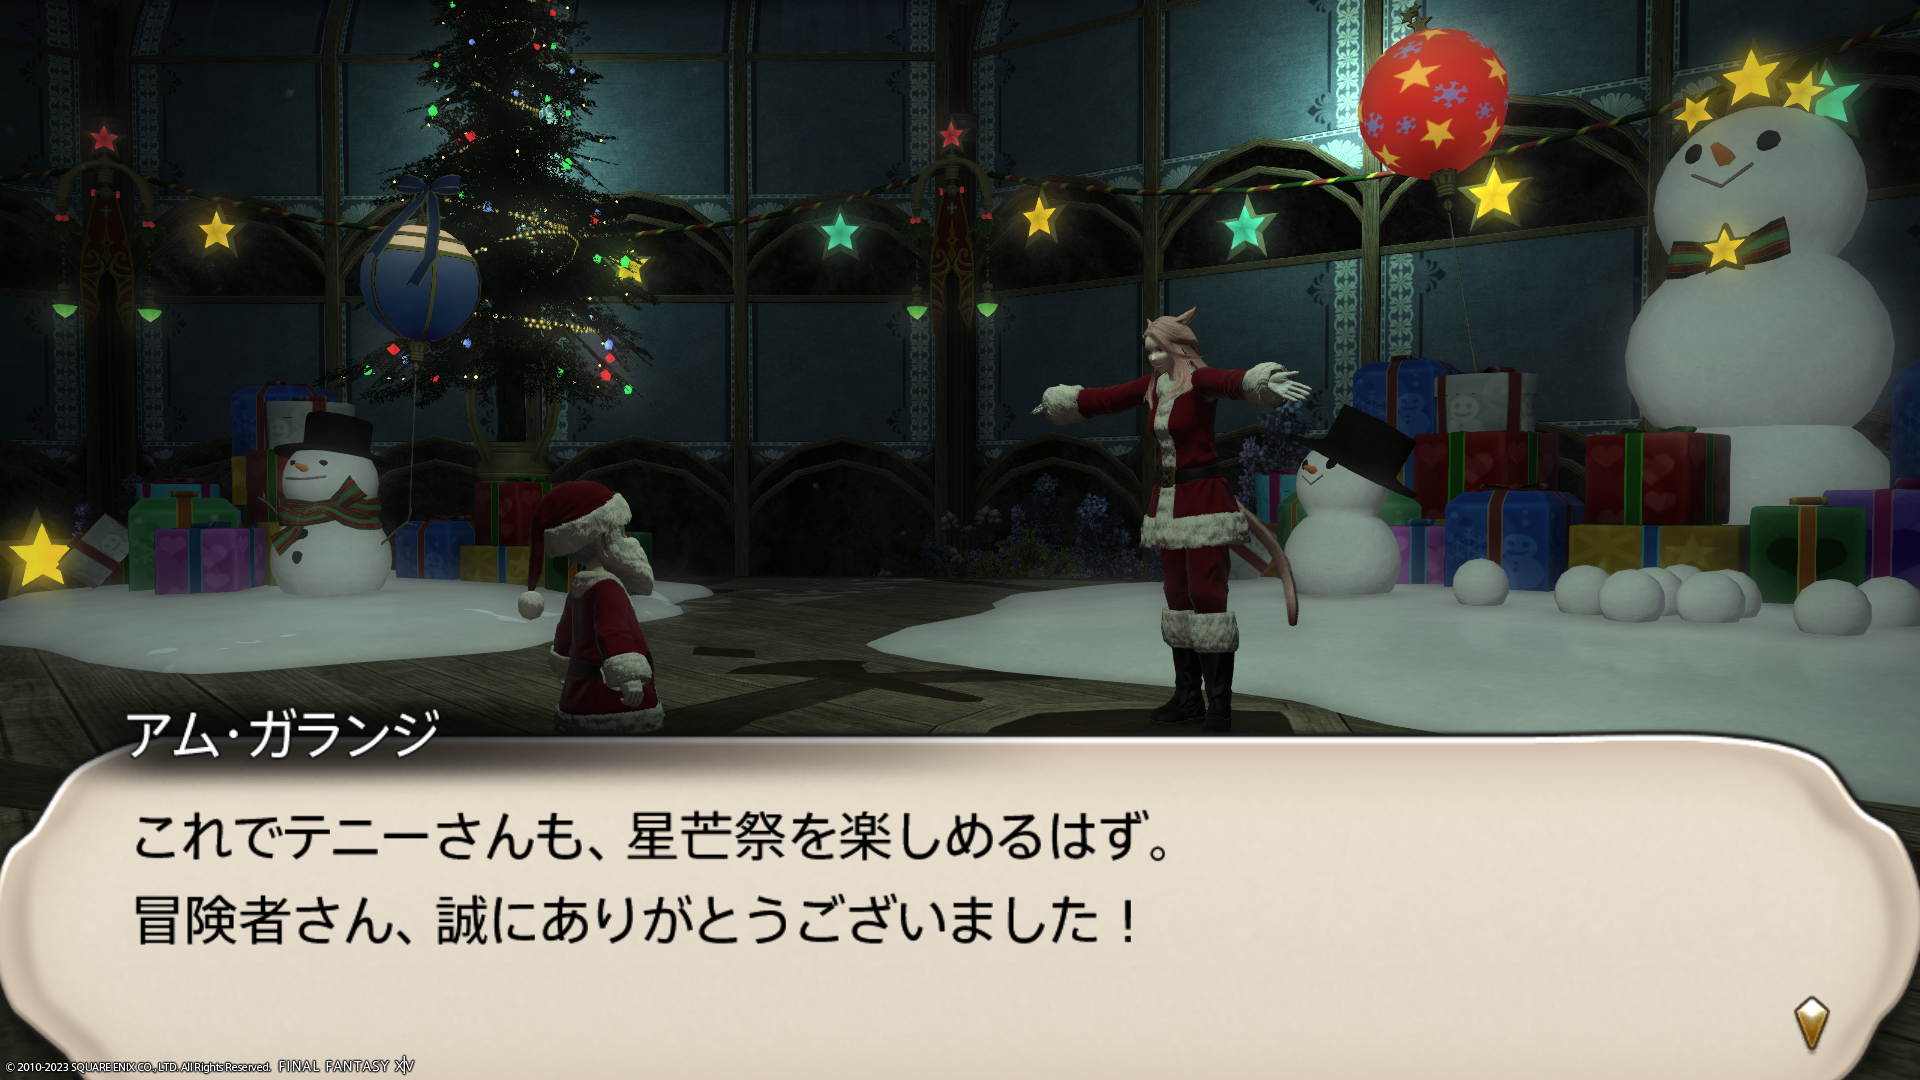 アム・ガランジ
これでテニーさんも、星芒祭を楽しめるはず。
冒険者さん、誠にありがとうございました！
© 2010-2023 SQUARE ENIX CO., LTD. All Rights Reserved. FINAL FANTASY XIV